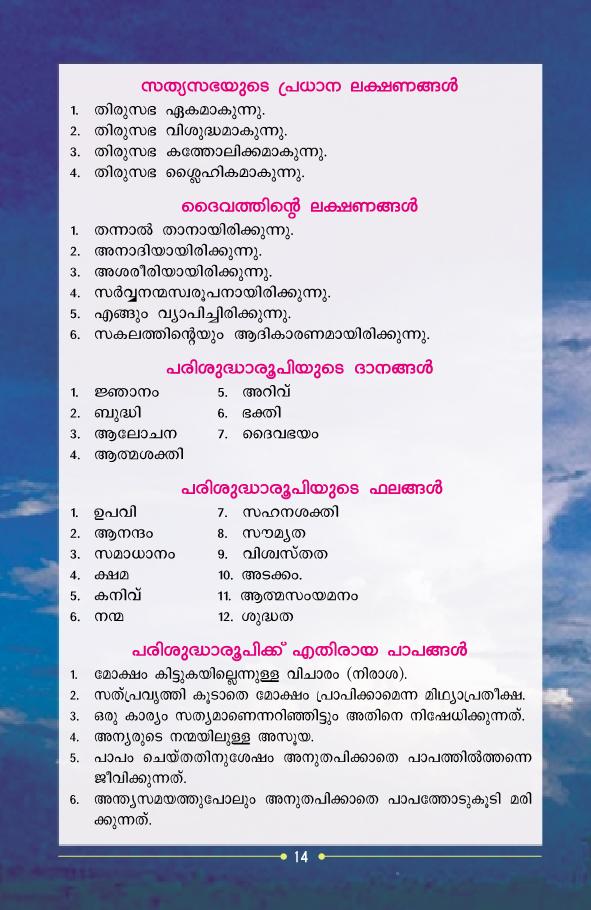 സത്യസഭയുടെ പ്രധാന ലക്ഷണങ്ങൾ
1. തിരുസഭ ഏകമാകുന്നു.
2. തിരുസഭ വിശുദ്ധമാകുന്നു.
3. തിരുസഭ കത്തോലിക്കമാകുന്നു.
4. തിരുസഭ ശ്ലൈഹികമാകുന്നു.
ദൈവത്തിന്റെ ലക്ഷണങ്ങൾ
1. തന്നാൽ താനായിരിക്കുന്നു.
2. അനാദിയായിരിക്കുന്നു.
3. അശരീരിയായിരിക്കുന്നു.
4. സർവ്വനന്മസ്വരൂപനായിരിക്കുന്നു.
5. എങ്ങും വ്യാപിച്ചിരിക്കുന്നു.
6. സകലത്തിന്റെയും ആദികാരണമായിരിക്കുന്നു.
പരിശുദ്ധാരൂപിയുടെ ദാനങ്ങൾ
1. ജ്ഞാനം
2. ബുദ്ധി
3. ആലോചന
4. ആത്മശക്തി
5. അറിവ്
6. ഭക്തി
7. ദൈവഭയം
പരിശുദ്ധാരൂപിയുടെ ഫലങ്ങൾ
1. ഉപവി
2. ആനന്ദം
3. സമാധാനം
4. ക്ഷമ
5. കനിവ്
6. നന്മ
7. സഹനശക്തി
8. സൗമ്യത
9. വിശ്വസ്തത
10. അടക്കം.
11. ആത്മസംയമനം
12. ശുദ്ധത
പരിശുദ്ധാരൂപിക്ക് എതിരായ പാപങ്ങൾ
1. മോക്ഷം കിട്ടുകയില്ലെന്നുള്ള വിചാരം (നിരാശ).
2. സത്പ്രവൃത്തി കൂടാതെ മോക്ഷം പ്രാപിക്കാമെന്ന മിഥ്യാപ്രതീക്ഷ.
3. ഒരു കാര്യം സത്യമാണെന്നറിഞ്ഞിട്ടും അതിനെ നിഷേധിക്കുന്നത്.
4. അന്യരുടെ നന്മയിലുള്ള അസൂയ.
5. പാപം ചെയ്തതിനുശേഷം അനുതപിക്കാതെ പാപത്തിൽത്തന്നെ
ജീവിക്കുന്നത്.
6. അന്ത്യസമയത്തുപോലും അനുതപിക്കാതെ പാപത്തോടുകൂടി മരി
ക്കുന്നത്.
14